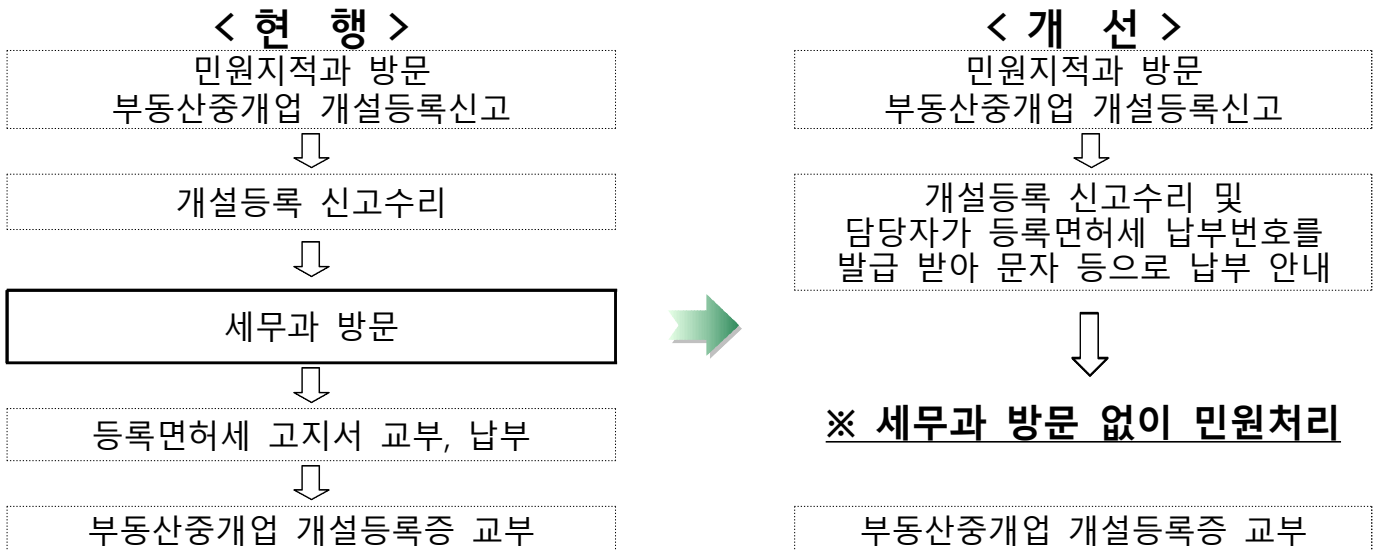 < 현 행 >
민원지적과 방문
부동산중개업 개설등록신고
개설등록 신고수리
세무과 방문
등록면허세 고지서 교부, 납부
부동산중개업 개설등록증 교부
< 개 선 >
민원지적과 방문
부동산중개업 개설등록신고
개설등록 신고수리 및
담당자가 등록면허세 납부번호를
발급 받아 문자 등으로 납부 안내
※ 세무과 방문 없이 민원처리
부동산중개업 개설등록증 교부